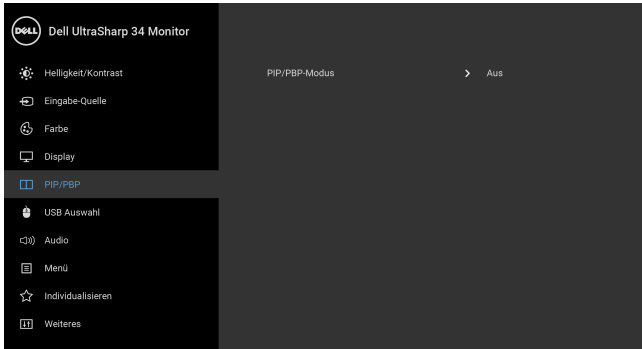 DELL
Dell UltraSharp 34 Monitor
Helligkeit/Kontrast
PIP/PBP-Modus
Aus
Eingabe-Quelle
Farbe
Display
PIP/PBP
USB Auswahl
Audio
Menü
Individualisieren
Weiteres